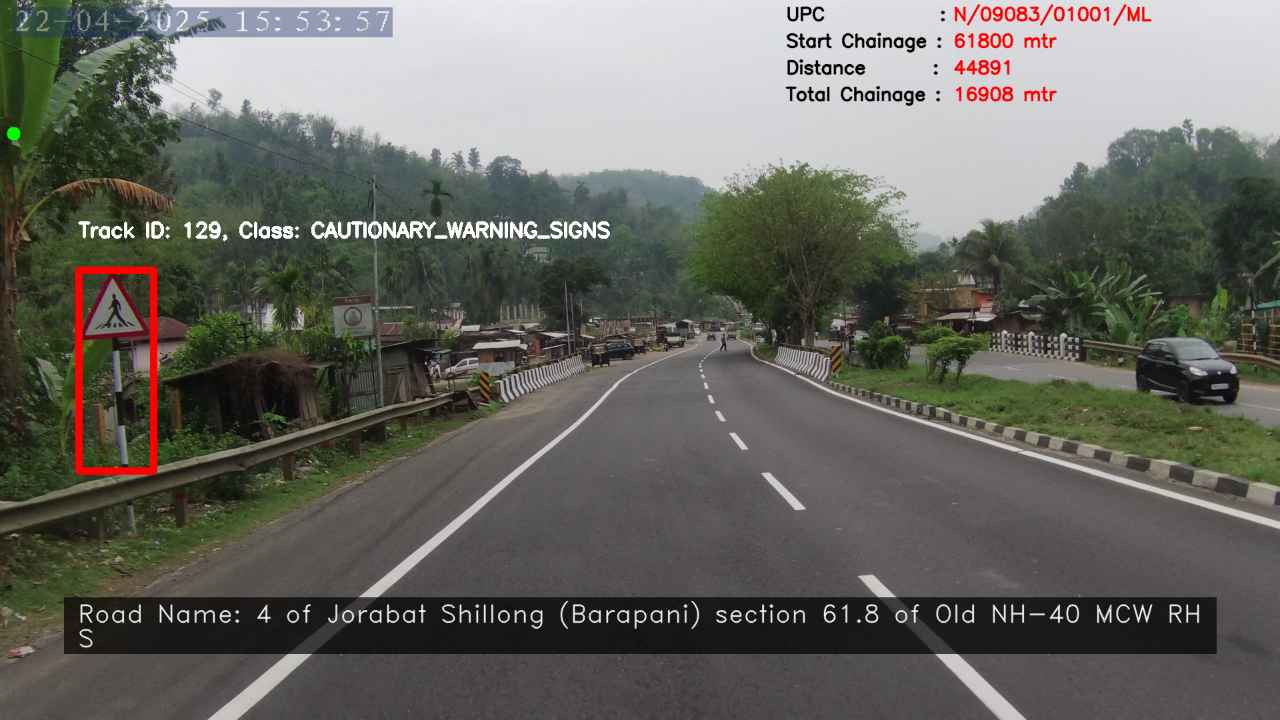 22-04-2025 15:53:57
UPC : N/09083/01001/ML
Start Chainage : 61800 mtr
Distance : 44891
Total Chainage : 16908 mtr
Track ID: 129, Class: CAUTIONARY_WARNING_SIGNS
Road Name: 4 of Jorabat Shillong (Barapani) section 61.8 of Old NH-40 MCW RH
S